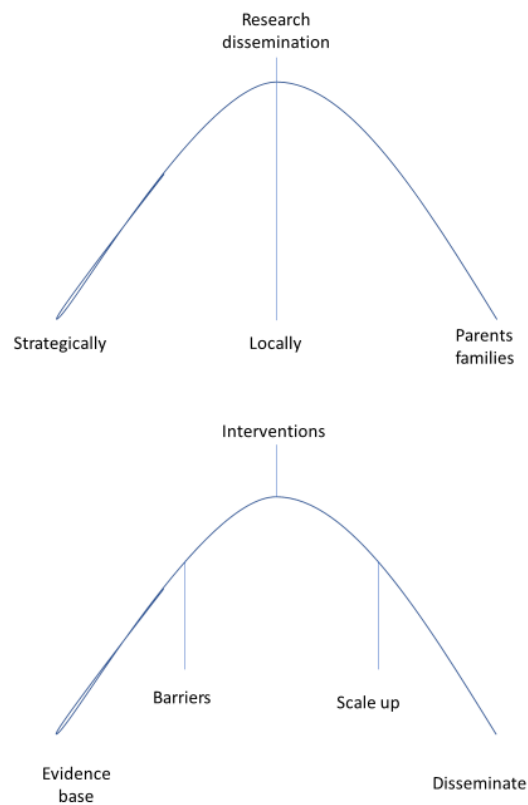 Research
dissemination
Strategically
Locally
Parents
families
Interventions
Barriers
Scale up
Evidence
base
Disseminate